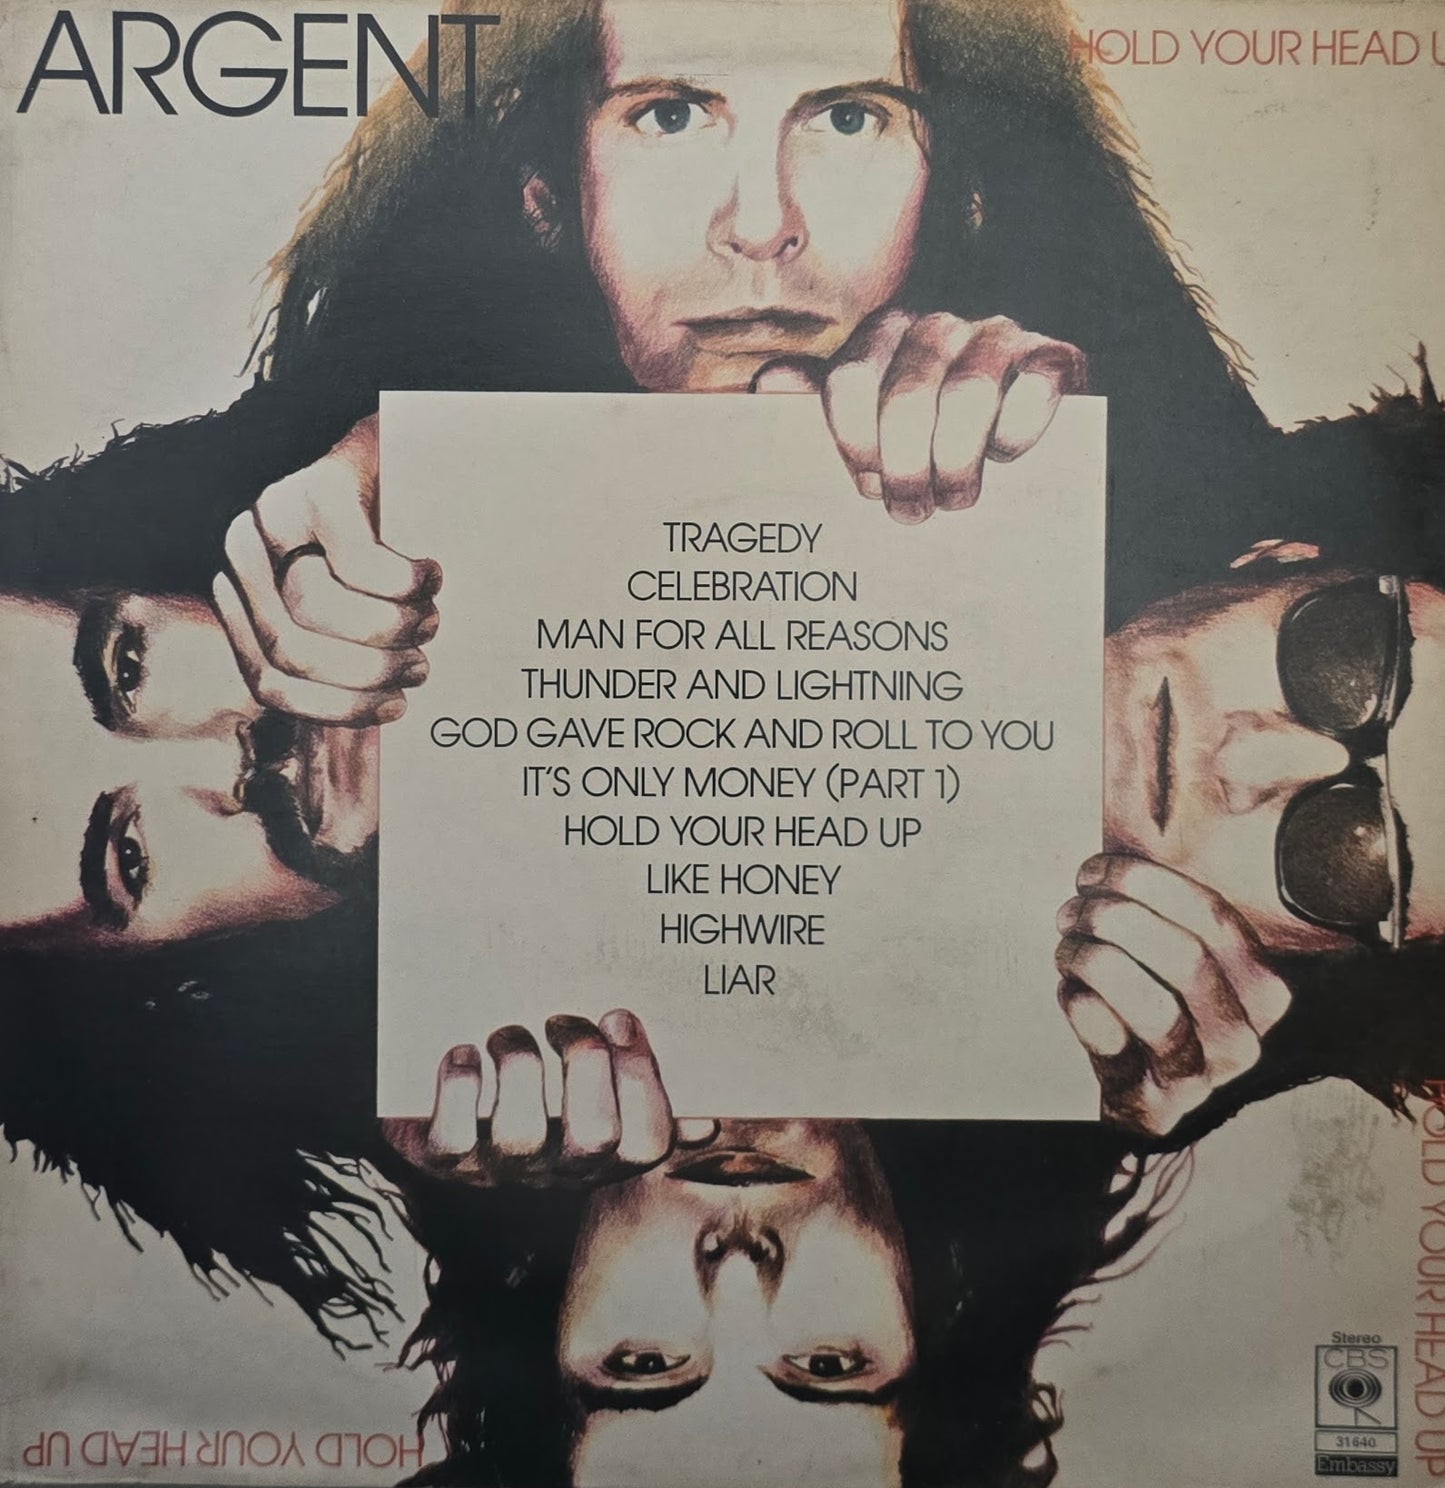 ARGENT
HOLD YOUR HEAD U
TRAGEDY
CELEBRATION
MAN FOR ALL REASONS
THUNDER AND LIGHTNING
GOD GAVE ROCK AND ROLL TO YOU
IT'S ONLY MONEY (PART 1)
HOLD YOUR HEAD UP
LIKE HONEY
HIGHWIRE
LIAR
HOLD YOUR HEAD UP
HOLD YOUR HEAD UP
Stereo
CBS
31640
Embassy